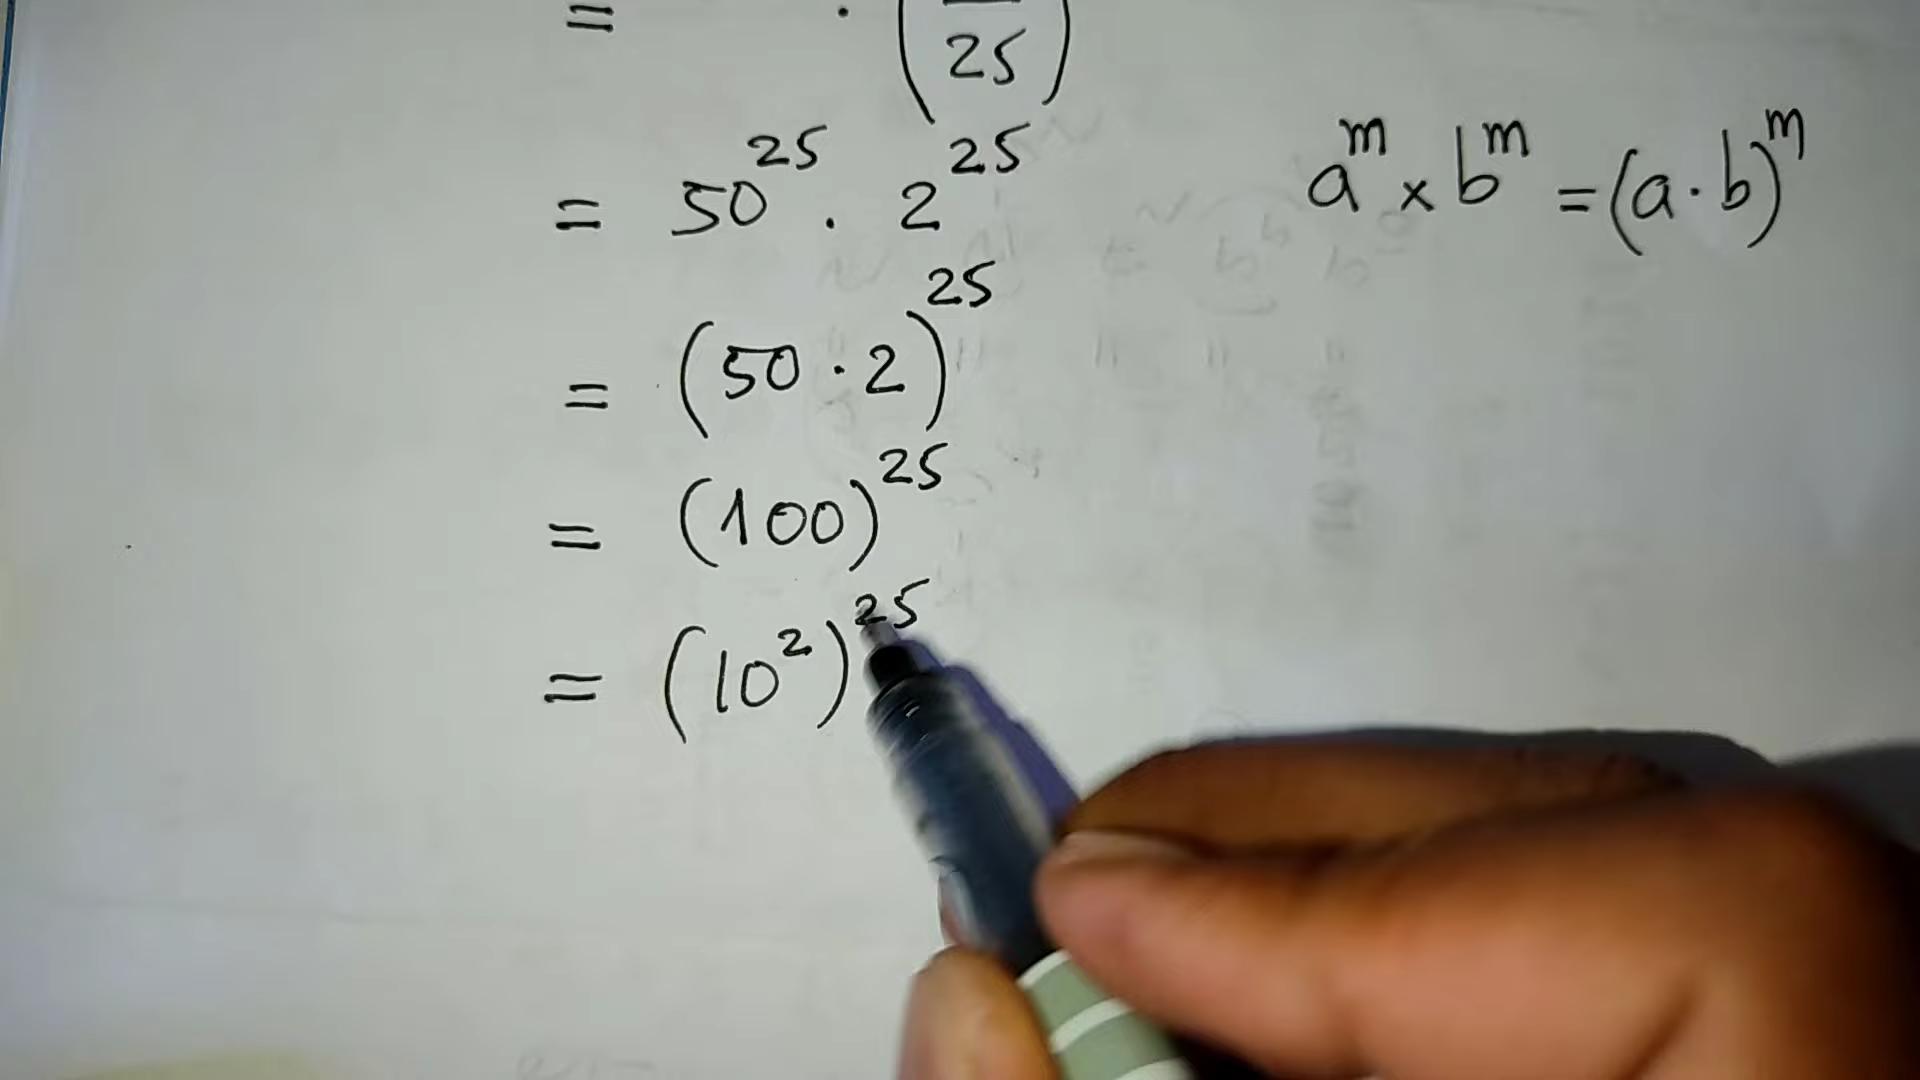 = · ( — / 25 )
= 50^25 · 2^25
a^m × b^m = (a · b)^m
= (50 · 2)^25
= (100)^25
= (10^2)^25